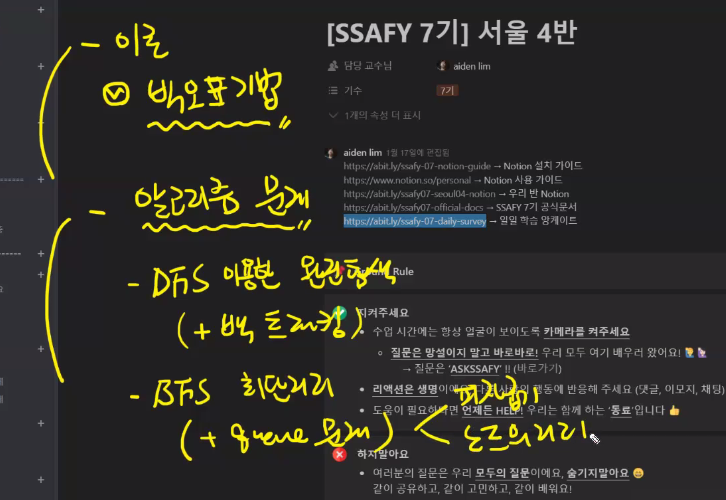 [SSAFY 7기] 서울 4반
담당 교수님 aiden lim
기수 7기
1개의 속성 더 표시
aiden lim 1월 17일에 편집됨
https://abit.ly/ssafy-07-notion-guide → Notion 설치 가이드
https://www.notion.so/personal → Notion 사용 가이드
https://abit.ly/ssafy07-seoul04-notion → 우리 반 Notion
https://abit.ly/ssafy07-official-docs → SSAFY 7기 공식문서
https://abit.ly/ssafy-07-daily-survey → 일일 학습 앙케이트
Rule
지켜주세요
수업 시간에는 항상 얼굴이 보이도록 카메라를 켜주세요
질문은 망설이지 말고 바로바로! 우리 모두 여기 배우러 왔어요!
→ 질문은 'ASKSSAFY' !! (바로가기)
리액션은 생명이에요 행동에 반응해 주세요 (댓글, 이모지, 채팅)
도움이 필요하다면 언제든 HELP! 우리는 함께 하는 '동료'입니다
하지말아요
여러분의 질문은 우리 모두의 질문이에요, 숨기지말아요
같이 공유하고, 같이 고민하고, 같이 배워요!
- 이론
빅오표기법
- 알고리즘 문제
- DFS 이용한 완전탐색
(+ 백트래킹)
- BFS 최단거리
(+ queue 문제)
퍼지기
노드의 거리